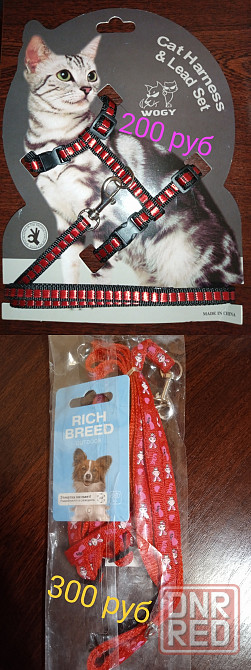 Cat Harness
& Lead Set
WOGY
200 руб
MADE IN CHINA
RICH
BREED
300 руб
DNR
RED